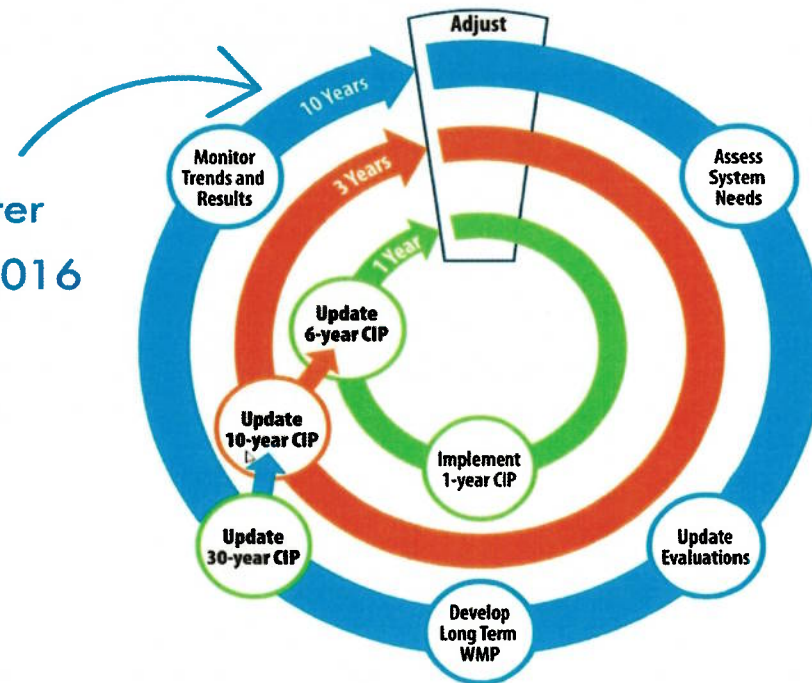 Adjust
10 Years
3 Years
1 Year
Monitor
Trends and
Results
Assess
System
Needs
016
Update
6-year CIP
Update
10-year CIP
Implement
1-year CIP
Update
30-year CIP
Update
Evaluations
Develop
Long Term
WMP